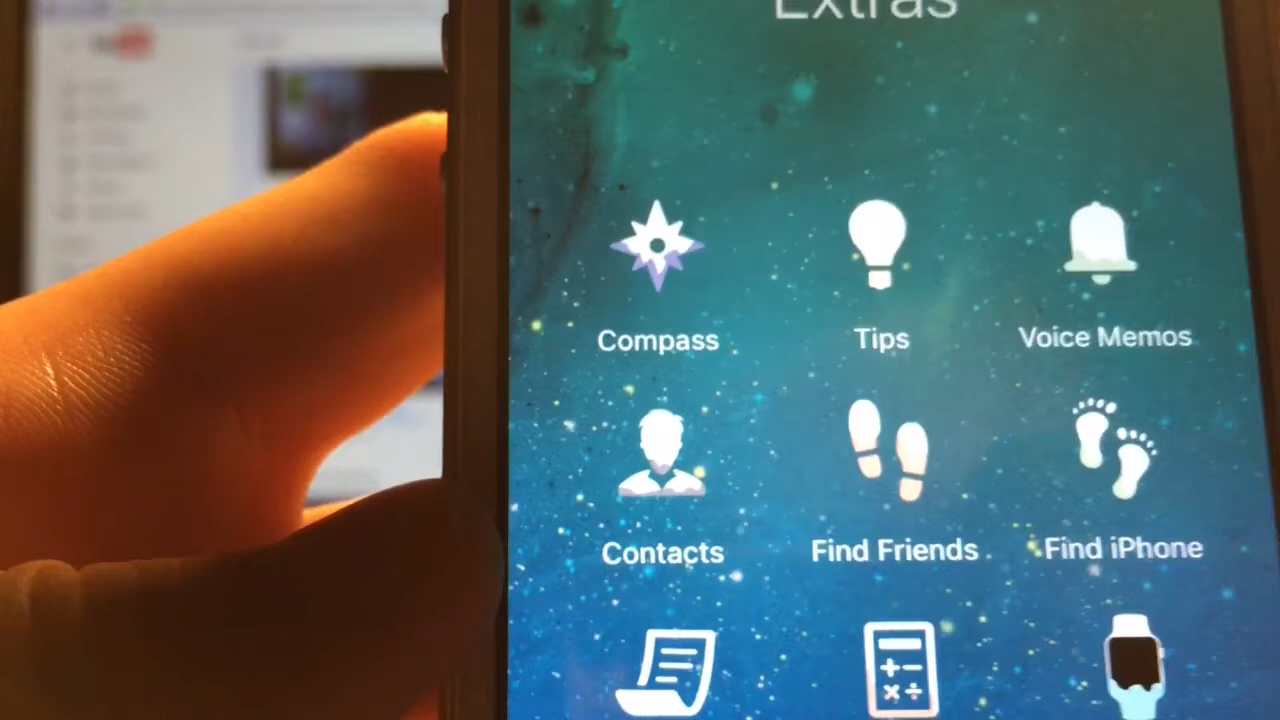 Extras
Compass
Tips
Voice Memos
Contacts
Find Friends
Find iPhone